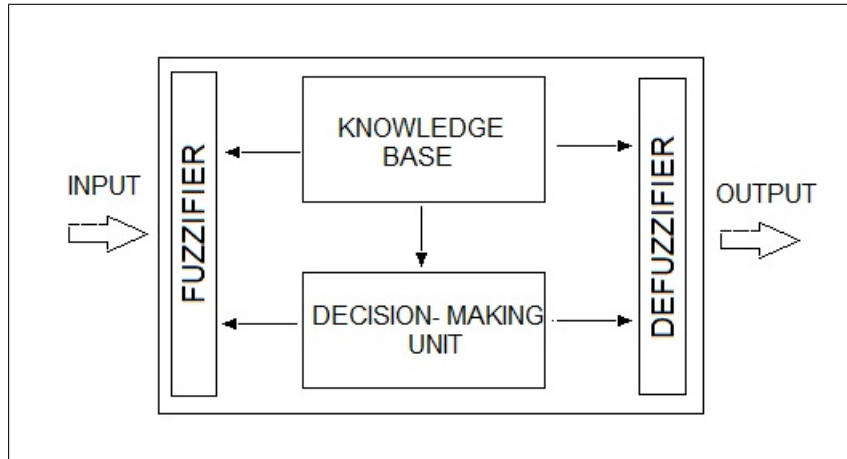 INPUT
FUZZIFIER
KNOWLEDGE
BASE
DECISION- MAKING
UNIT
DEFUZZIFIER
OUTPUT